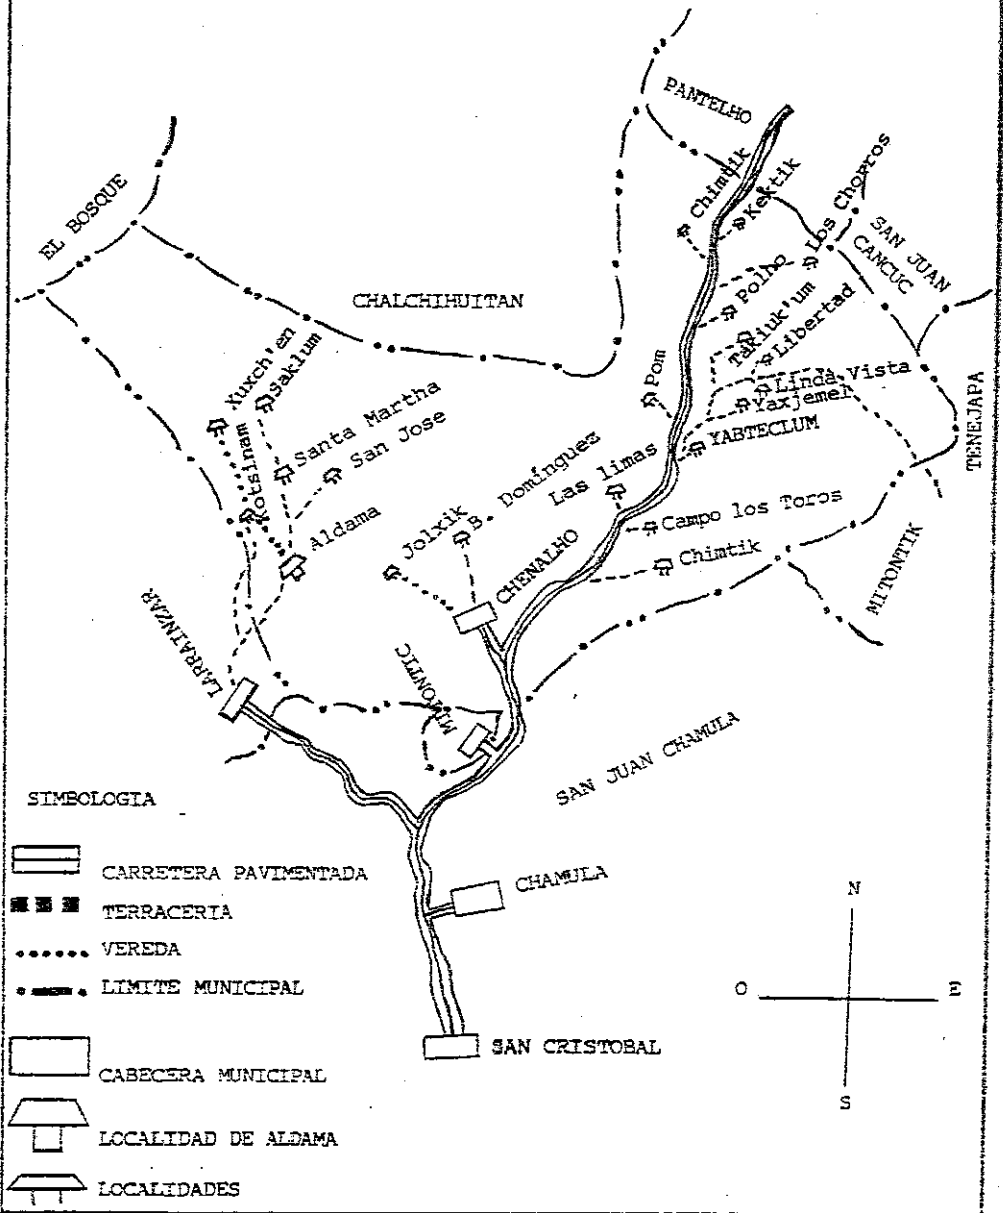 PANTELHO
Chimtik
Kextik
Los Chorros
SAN JUAN
CANCUC
EL BOSQUE
CHALCHIHUITAN
Polho
Takiuk'um
Libertad
Pom
Linda Vista
Yaxjemel
YABTECLUM
TENEJAPA
Xuxch'en
Saklum
Santa Martha
San Jose
Kotsinam
Aldama
Jolxik
B. Domínguez
Las limas
Campo los Toros
Chimtik
CHENALHO
MITONTIK
LARRAINZAR
MITONTIC
SAN JUAN CHAMULA
SIMBOLOGIA
CARRETERA PAVIMENTADA
TERRACERIA
VEREDA
LIMITE MUNICIPAL
CABECERA MUNICIPAL
LOCALIDAD DE ALDAMA
LOCALIDADES
CHAMULA
SAN CRISTOBAL
N
O
E
S